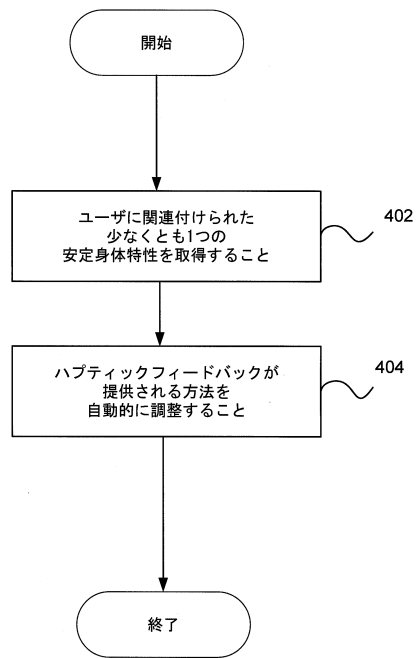 開始
ユーザに関連付けられた
少なくとも1つの
安定身体特性を取得すること
402
ハプティックフィードバックが
提供される方法を
自動的に調整すること
404
終了